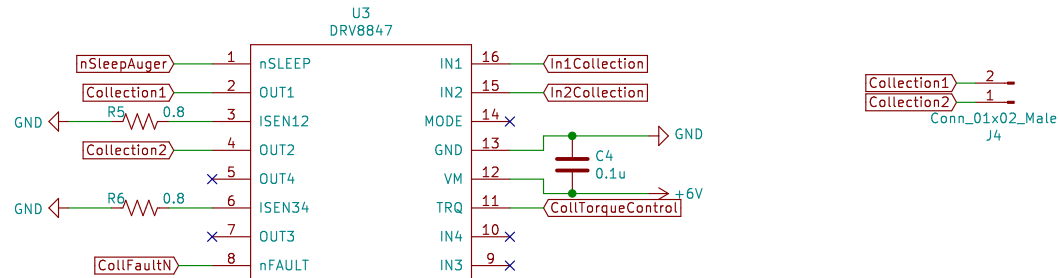 U3
DRV8847
nSleepAuger 1 nSLEEP IN1 16 In1Collection
Collection1 2 OUT1 IN2 15 In2Collection
GND R5 0.8 3 ISEN12 MODE 14
Collection2 4 OUT2 GND 13 GND
5 OUT4 VM 12 +6V
C4
0.1u
GND R6 0.8 6 ISEN34 TRQ 11 CollTorqueControl
7 OUT3 IN4 10
CollFaultN 8 nFAULT IN3 9
Collection1 2
Collection2 1
Conn_01x02_Male
J4